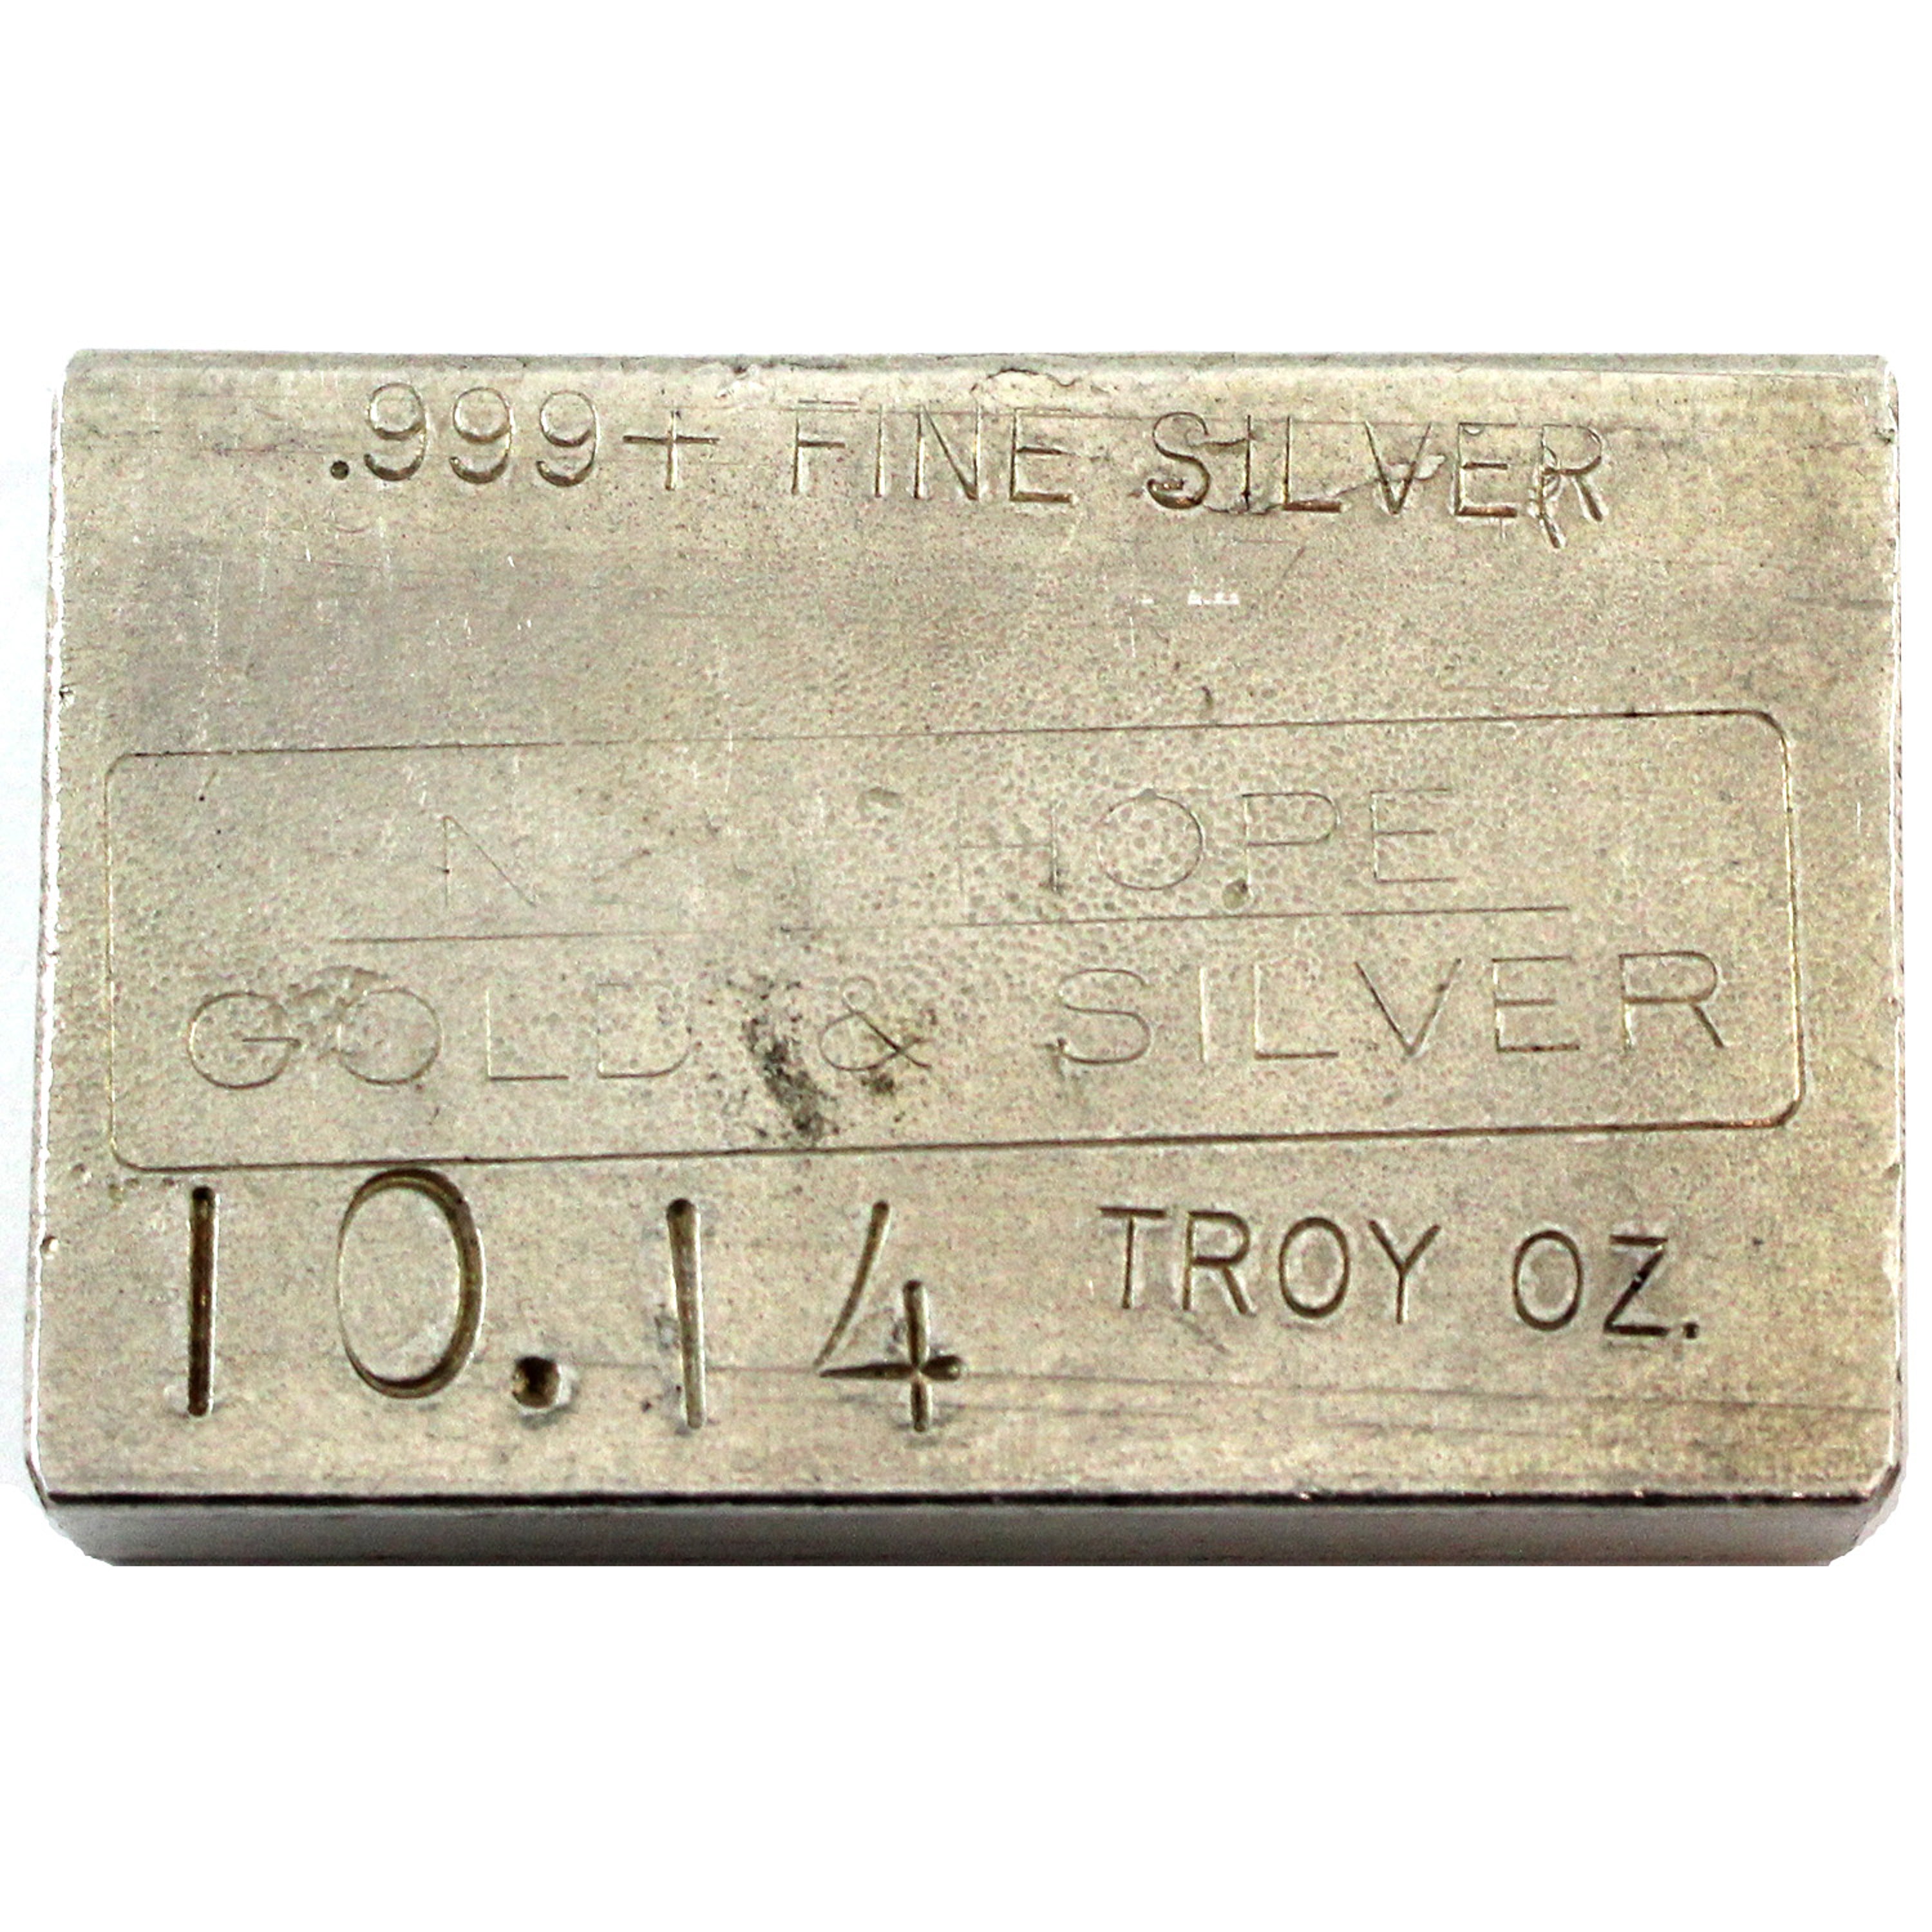 .999+ FINE SILVER
HOPE
GOLD & SILVER
10.14 TROY OZ.